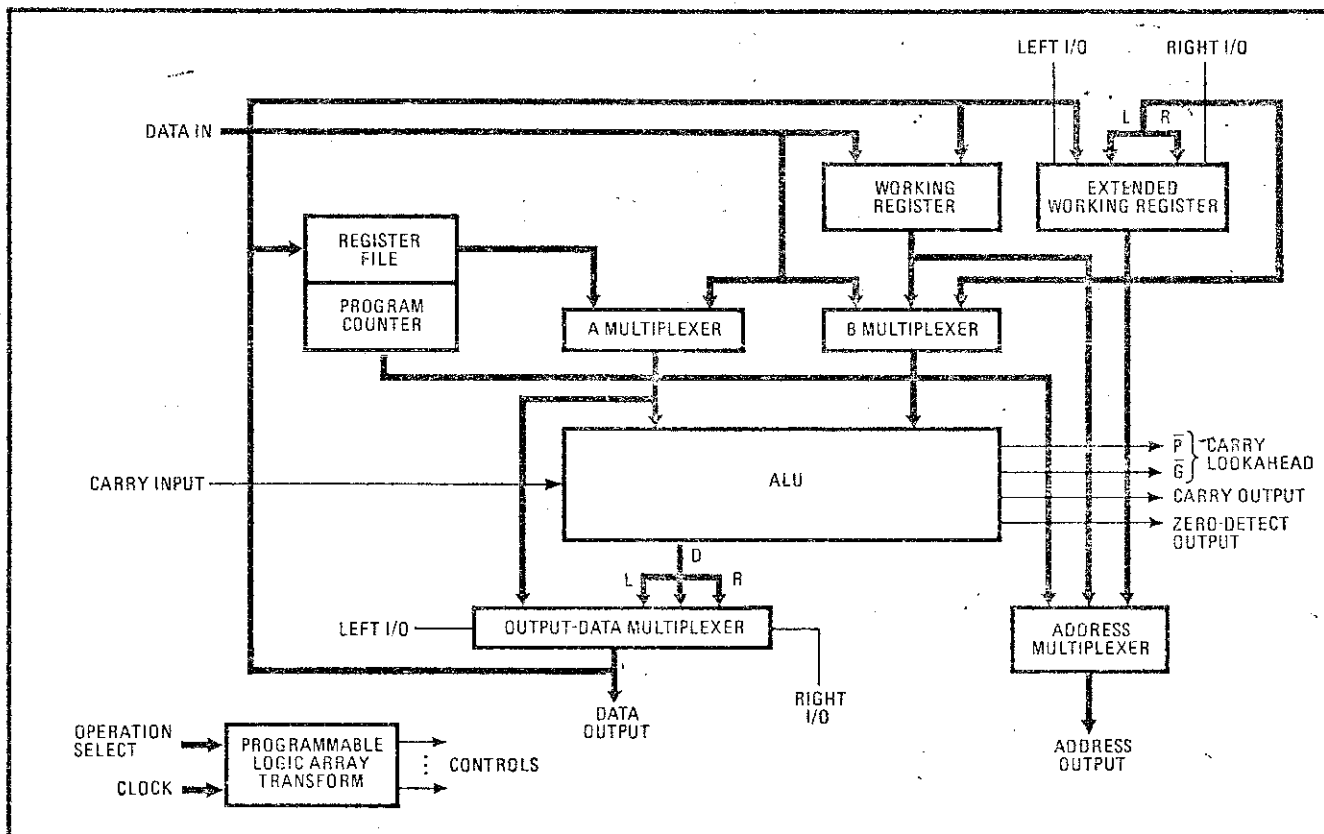 LEFT I/O
RIGHT I/O
DATA IN
L
R
WORKING
REGISTER
EXTENDED
WORKING REGISTER
REGISTER
FILE
PROGRAM
COUNTER
A MULTIPLEXER
B MULTIPLEXER
P̅
CARRY
LOOKAHEAD
G̅
CARRY INPUT
ALU
CARRY OUTPUT
ZERO-DETECT
OUTPUT
D
L
R
LEFT I/O
OUTPUT-DATA MULTIPLEXER
ADDRESS
MULTIPLEXER
RIGHT
I/O
DATA
OUTPUT
ADDRESS
OUTPUT
OPERATION
SELECT
CLOCK
PROGRAMMABLE
LOGIC ARRAY
TRANSFORM
CONTROLS